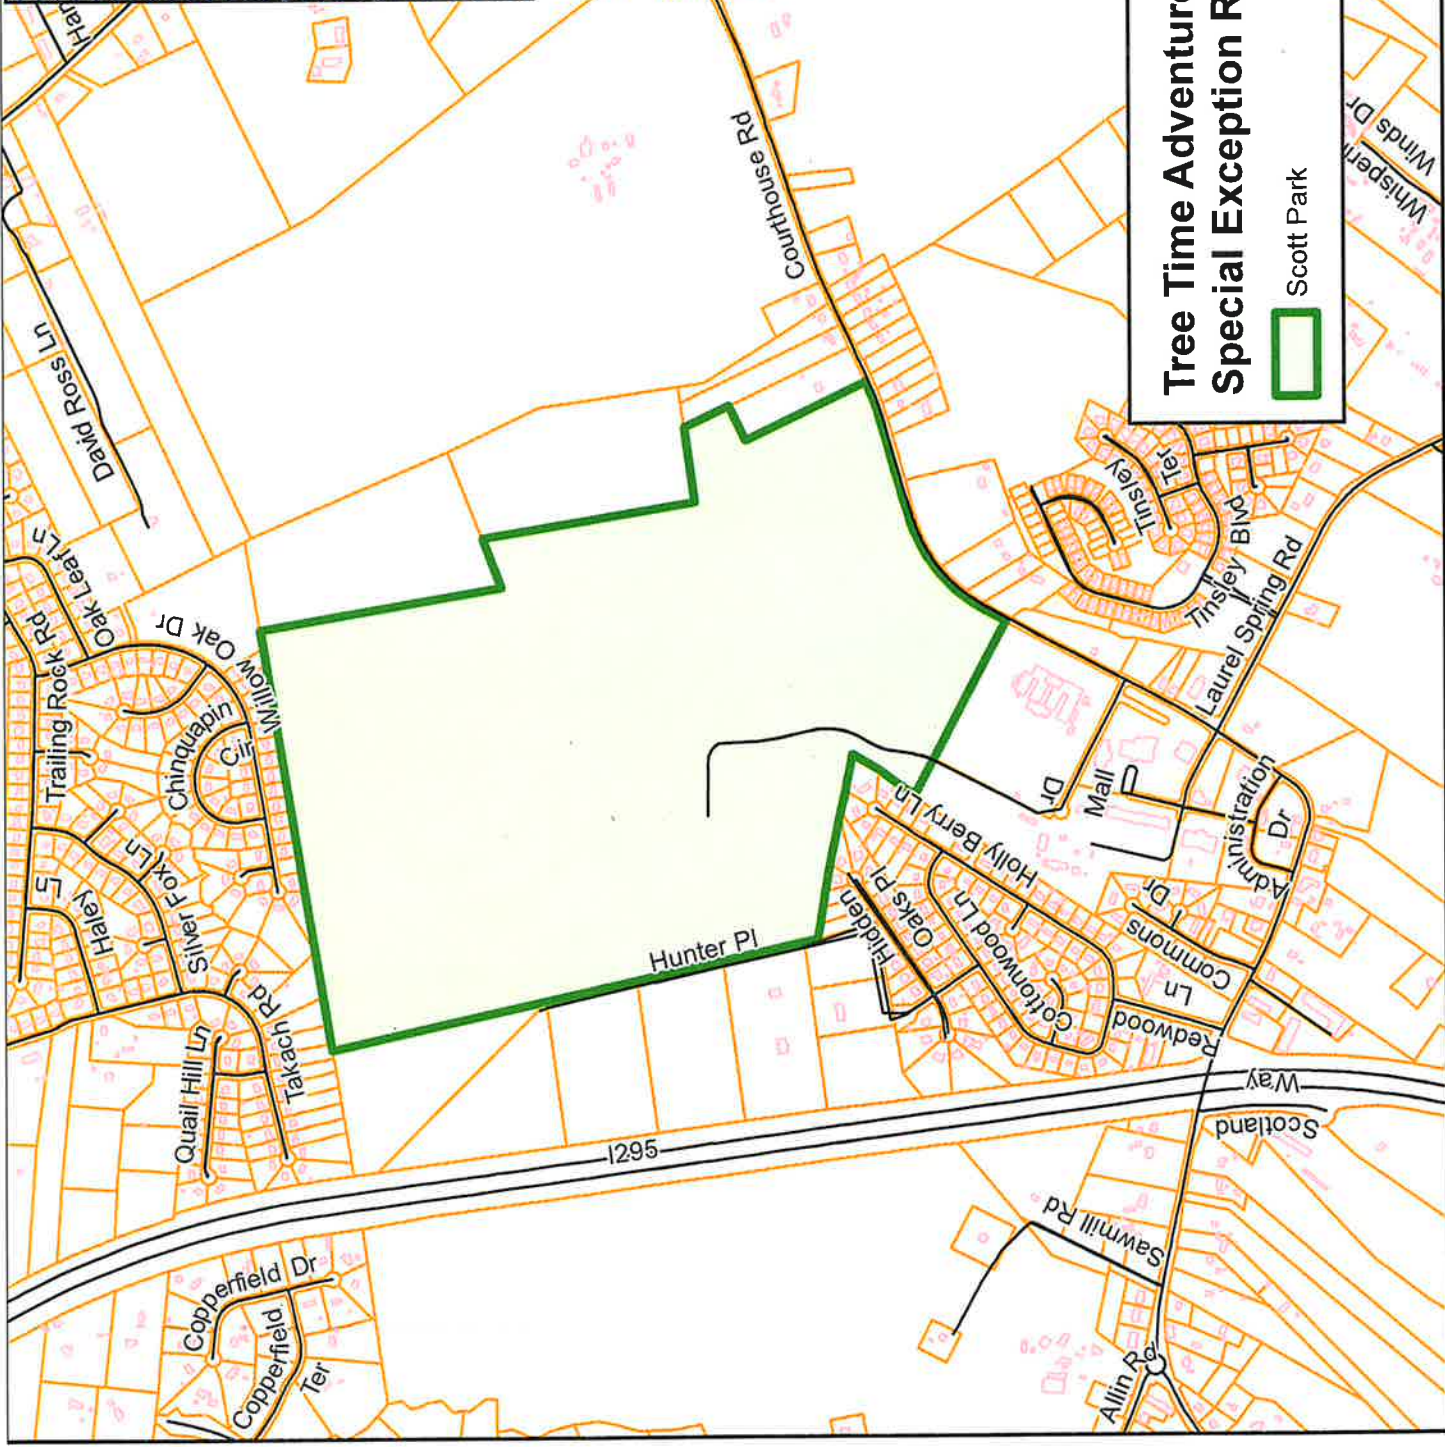 Tree Time Adventur
Special Exception R
Scott Park
Har
David Ross Ln
Oak Leaf Ln
Trailing Rock Rd
Willow Oak Dr
Chinquapin
Cir
Haley
Ln
Silver Fox Ln
Takach Rd
Quail Hill Ln
Copperfield Dr
Copperfield
Ter
Courthouse Rd
Hunter Pl
I295
Hidden
Oaks Pl
Holly Berry Ln
Cottonwood Ln
Redwood
Ln
Commons
Dr
Mall
Dr
Administration
Dr
Laurel Spring Rd
Tinsley
Ter
Tinsley Blvd
Whisperin
Winds Dr
Scotland
Way
Sawmill Rd
Allin Rd